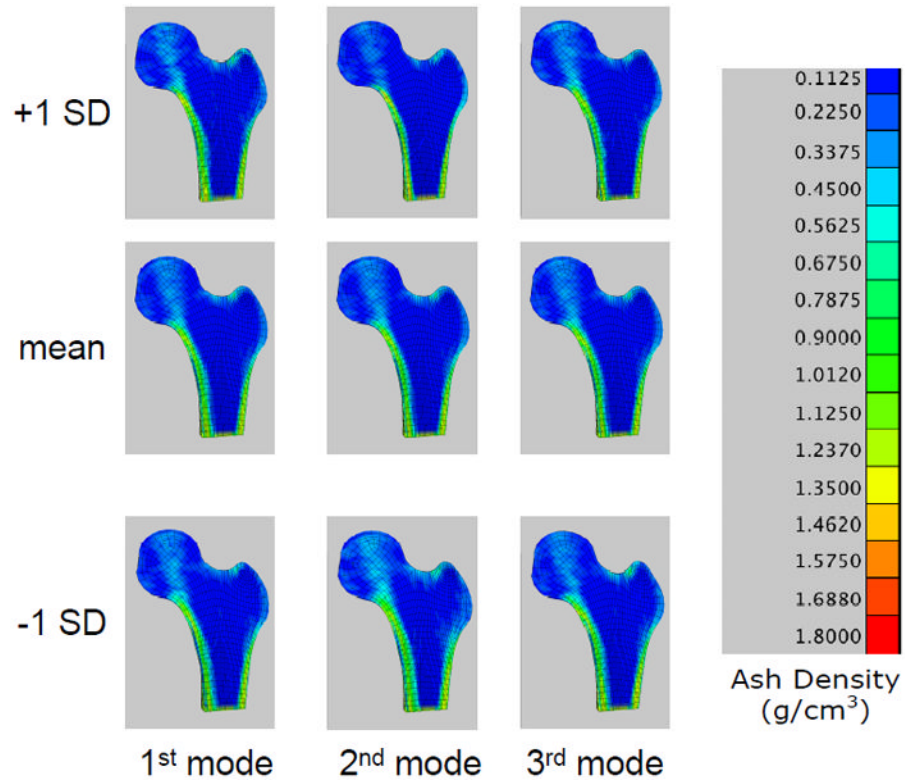 +1 SD
mean
-1 SD
1st mode
2nd mode
3rd mode
0.1125
0.2250
0.3375
0.4500
0.5625
0.6750
0.7875
0.9000
1.0120
1.1250
1.2370
1.3500
1.4620
1.5750
1.6880
1.8000
Ash Density
(g/cm³)